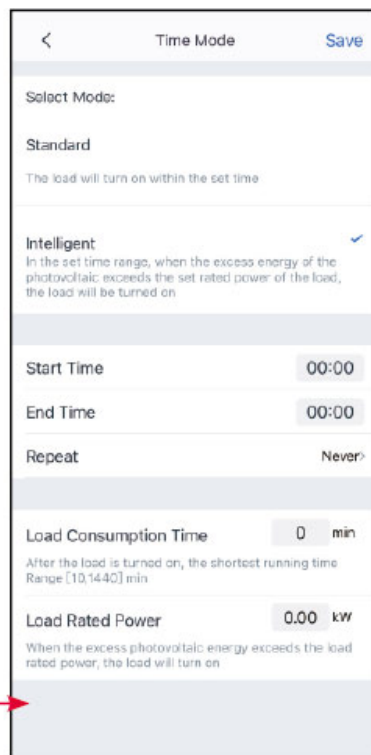 Time Mode Save
Select Mode:
Standard
The load will turn on within the set time
Intelligent
In the set time range, when the excess energy of the
photovoltaic exceeds the set rated power of the load,
the load will be turned on
Start Time 00:00
End Time 00:00
Repeat Never>
Load Consumption Time 0 min
After the load is turned on, the shortest running time
Range [10,1440] min
Load Rated Power 0.00 kW
When the excess photovoltaic energy exceeds the load
rated power, the load will turn on